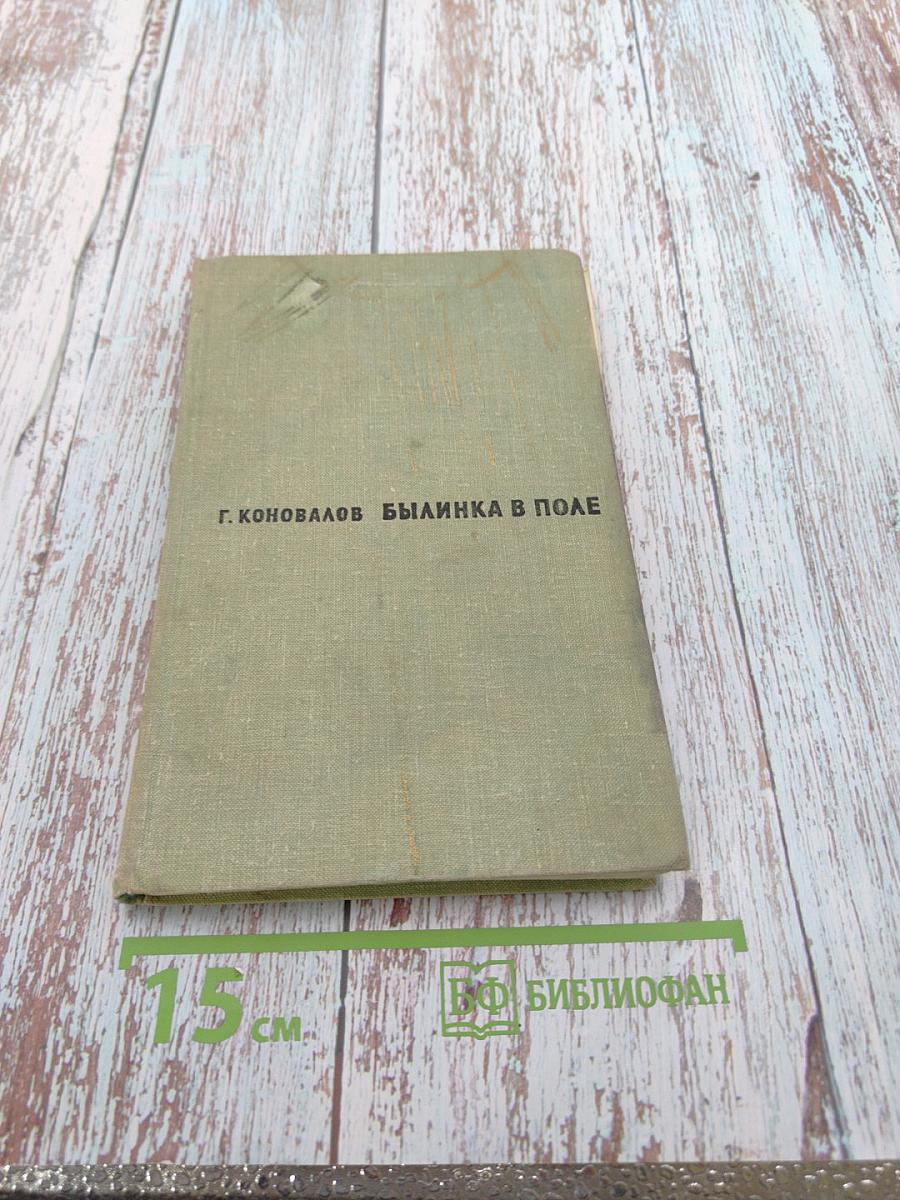 Г. КОНОВАЛОВ БЫЛИНКА В ПОЛЕ
15 см
БФ БИБЛИОФАН